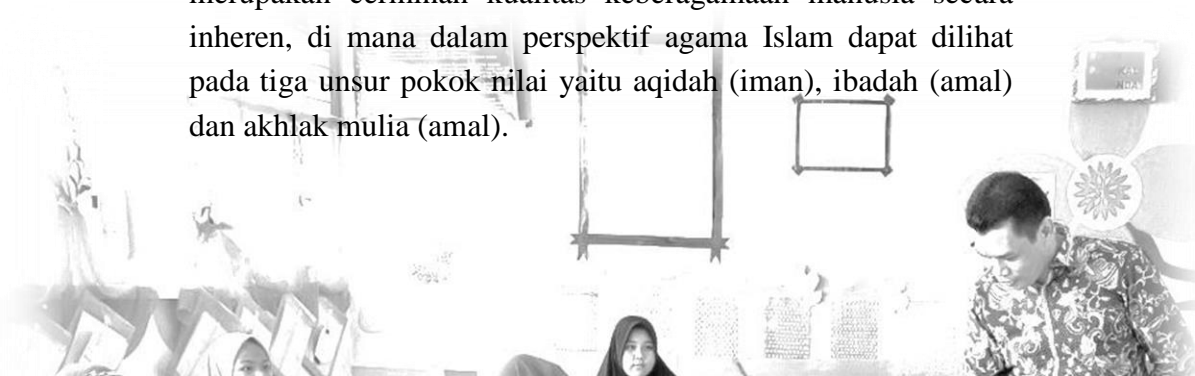 inheren, di mana dalam perspektif agama Islam dapat dilihat
pada tiga unsur pokok nilai yaitu aqidah (iman), ibadah (amal)
dan akhlak mulia (amal).